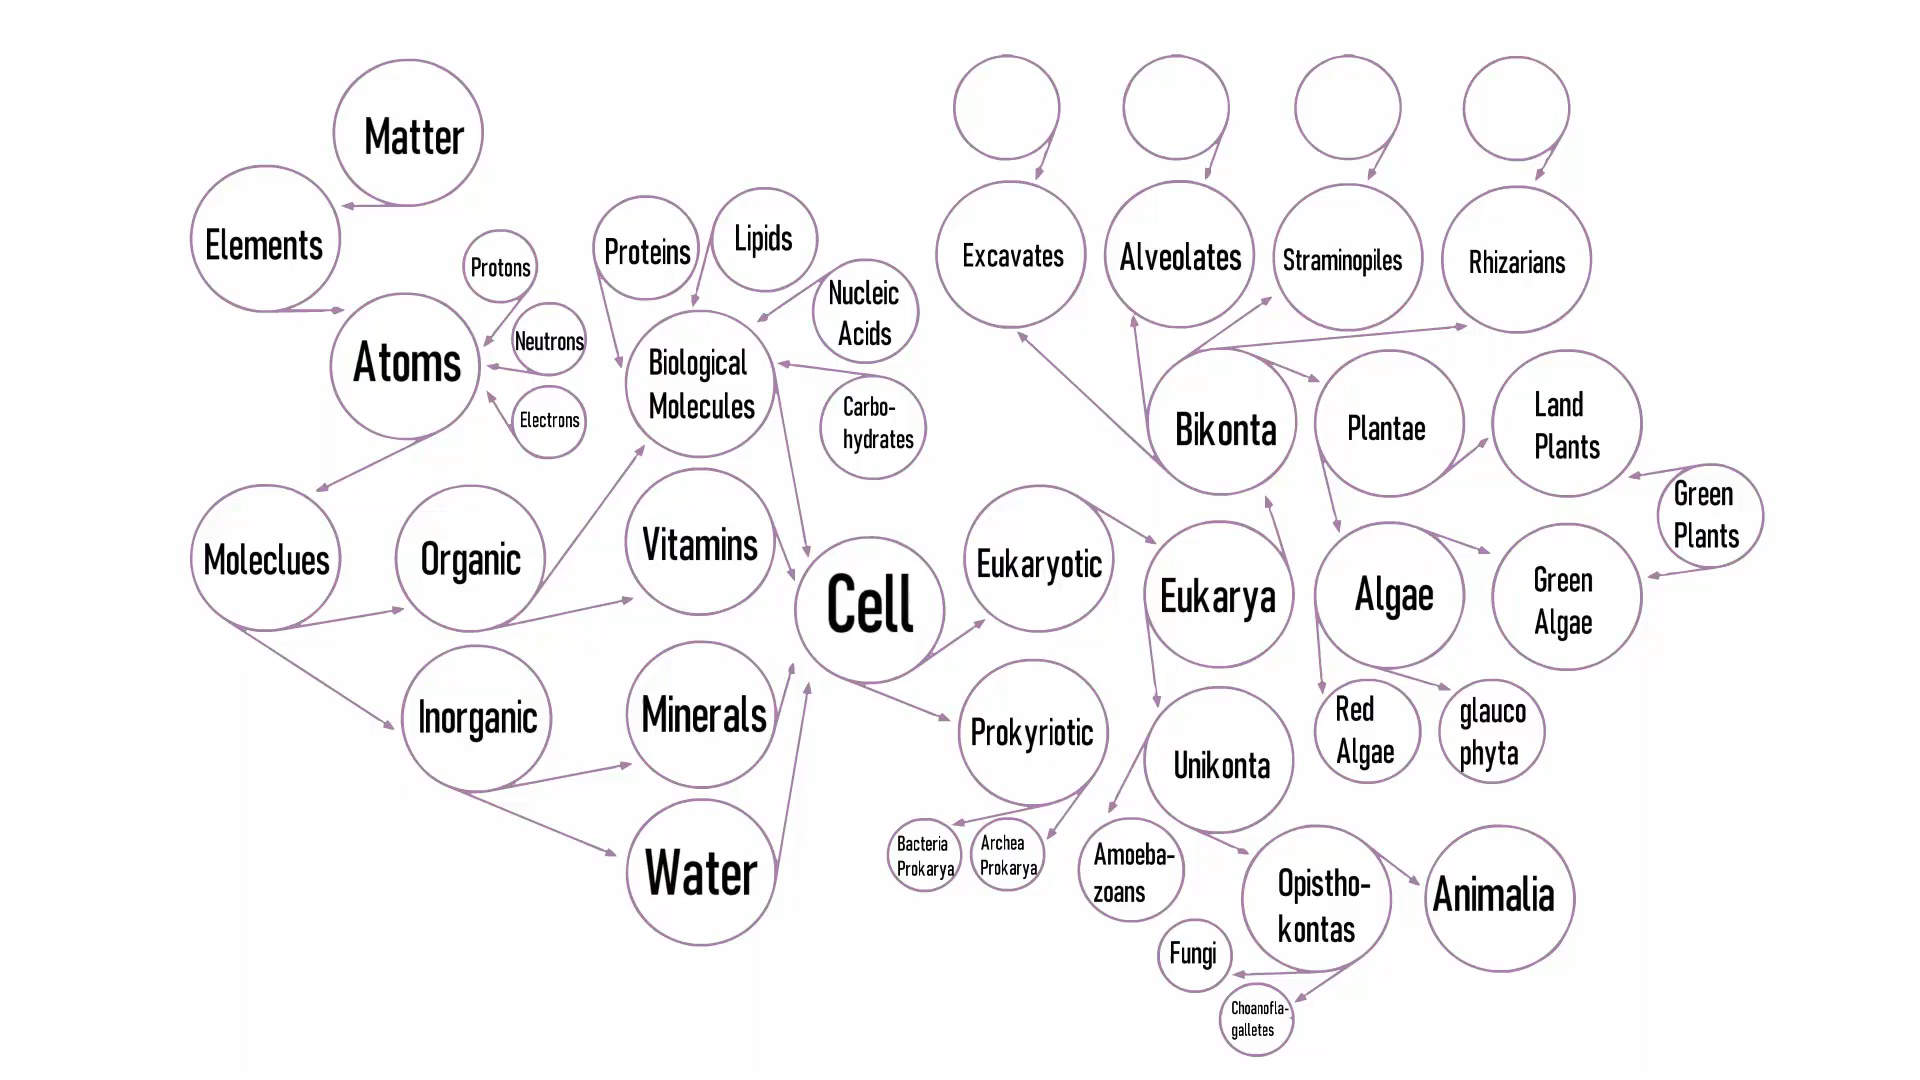 Matter
Elements
Atoms
Protons
Neutrons
Electrons
Moleclues
Organic
Inorganic
Proteins
Lipids
Nucleic
Acids
Carbo-
hydrates
Biological
Molecules
Vitamins
Minerals
Water
Cell
Eukaryotic
Prokyriotic
Bacteria
Prokarya
Archea
Prokarya
Excavates
Alveolates
Straminopiles
Rhizarians
Bikonta
Plantae
Land
Plants
Green
Plants
Eukarya
Algae
Green
Algae
Red
Algae
glauco
phyta
Unikonta
Amoeba-
zoans
Opistho-
kontas
Animalia
Fungi
Choanofla-
galletes